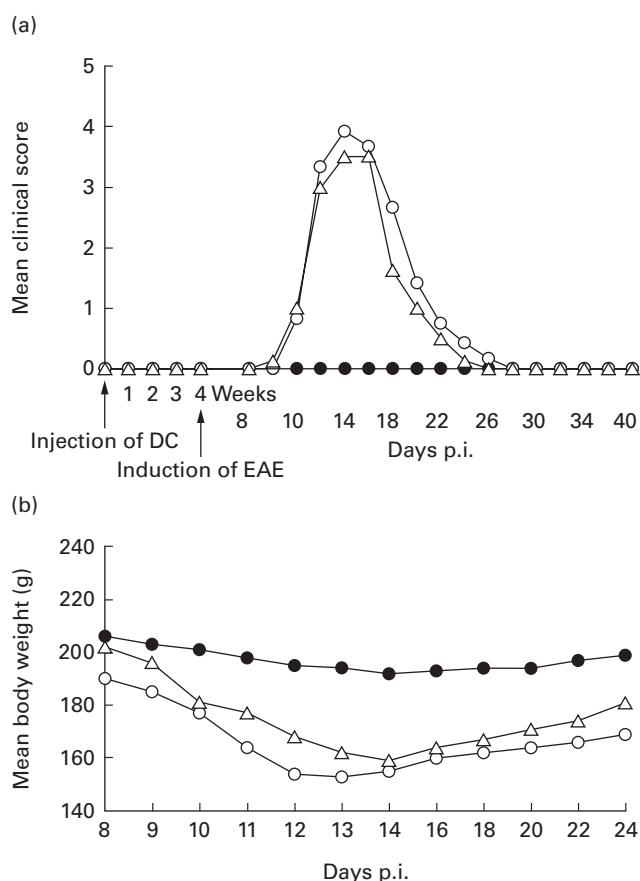 (a)
5
4
3
2
1
0
Mean clinical score
1 2 3 4 Weeks
8 10 14 18 22 26 30 34 40
Injection of DC
Days p.i.
Induction of EAE
(b)
240
220
200
180
160
140
Mean body weight (g)
8 9 10 11 12 13 14 16 18 20 22 24
Days p.i.